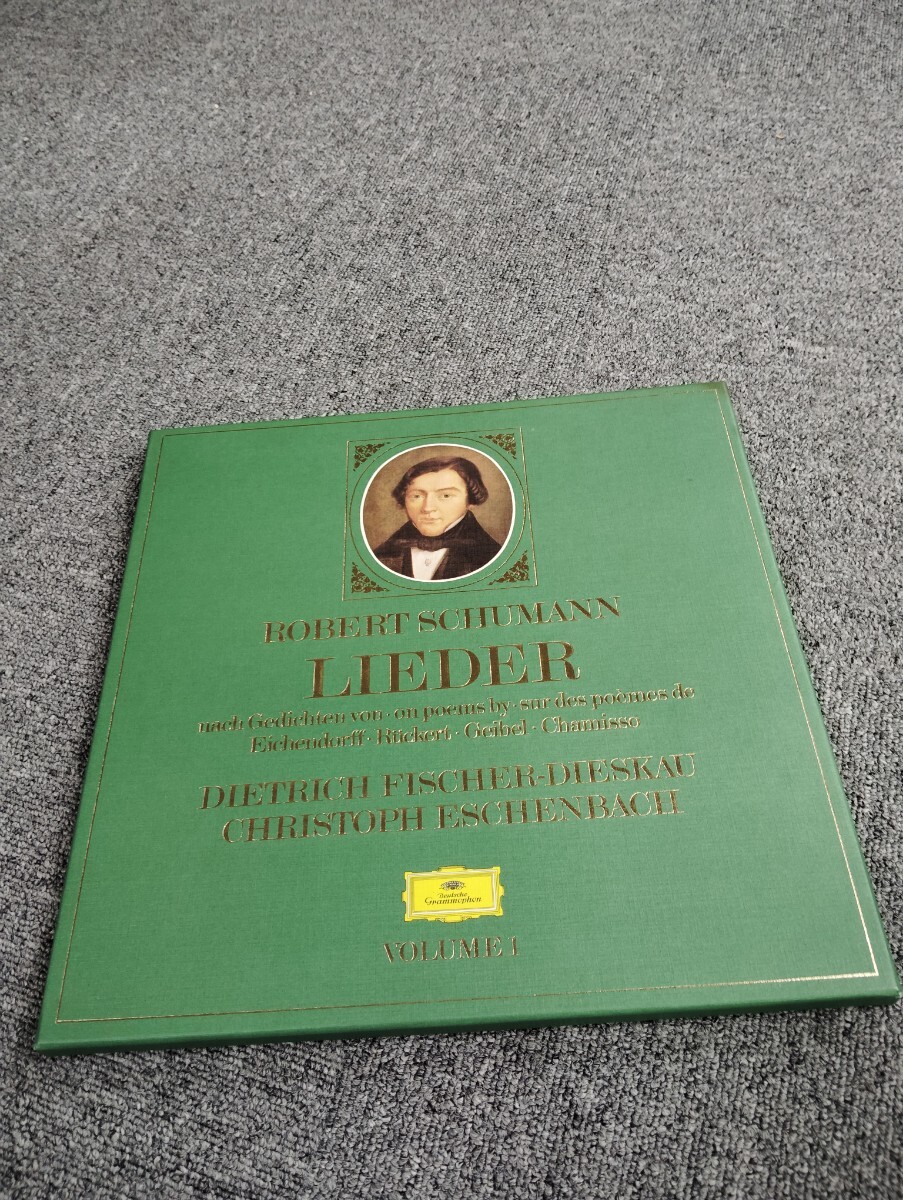 ROBERT SCHUMANN
LIEDER
nach Gedichten von · on poems by · sur des poèmes de
Eichendorff · Rückert · Geibel · Chamisso
DIETRICH FISCHER-DIESKAU
CHRISTOPH ESCHENBACH
Deutsche
Grammophon
VOLUME 1